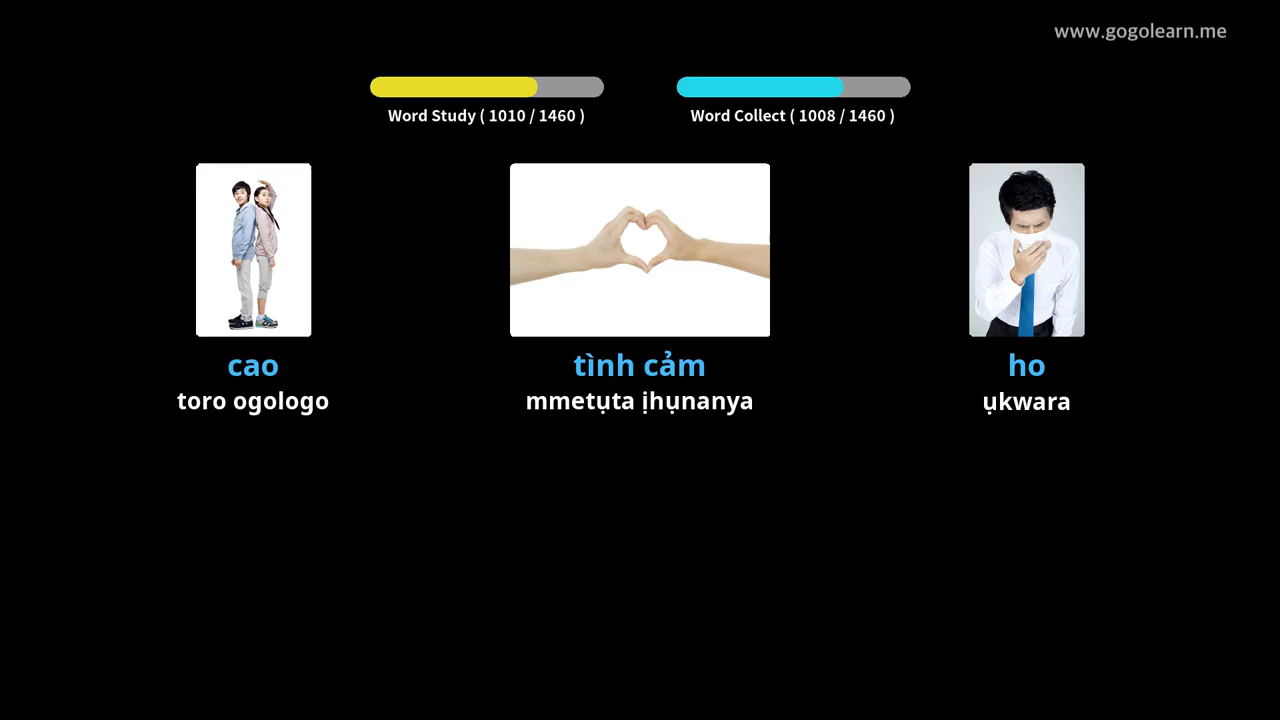 www.gogolearn.me
Word Study ( 1010 / 1460 )
Word Collect ( 1008 / 1460 )
cao
tình cảm
ho
toro ogologo
mmetụta ịhụnanya
ụkwara